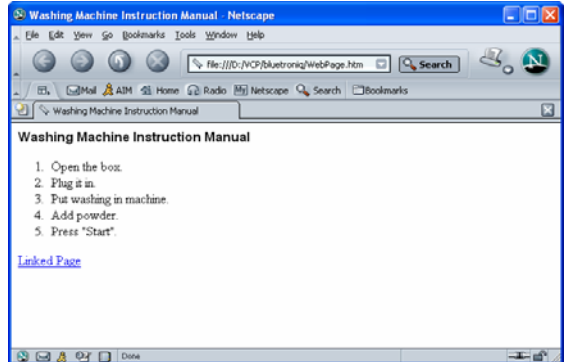 Washing Machine Instruction Manual - Netscape
File Edit View Go Bookmarks Tools Window Help
file:///D:/VCP/bluetroniq/WebPage.htm Search
Mail AIM Home Radio My Netscape Search Bookmarks
Washing Machine Instruction Manual
Washing Machine Instruction Manual
1. Open the box.
2. Plug it in.
3. Put washing in machine.
4. Add powder.
5. Press "Start".
Linked Page
Done